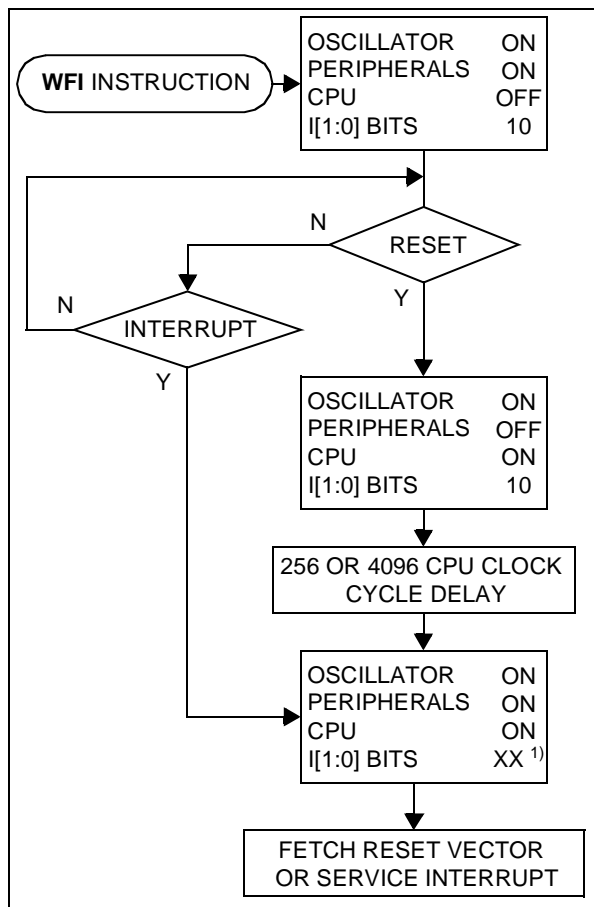 WFI INSTRUCTION
OSCILLATOR ON
PERIPHERALS ON
CPU OFF
I[1:0] BITS 10
N
RESET
Y
N
INTERRUPT
Y
OSCILLATOR ON
PERIPHERALS OFF
CPU ON
I[1:0] BITS 10
256 OR 4096 CPU CLOCK
CYCLE DELAY
OSCILLATOR ON
PERIPHERALS ON
CPU ON
I[1:0] BITS XX 1)
FETCH RESET VECTOR
OR SERVICE INTERRUPT